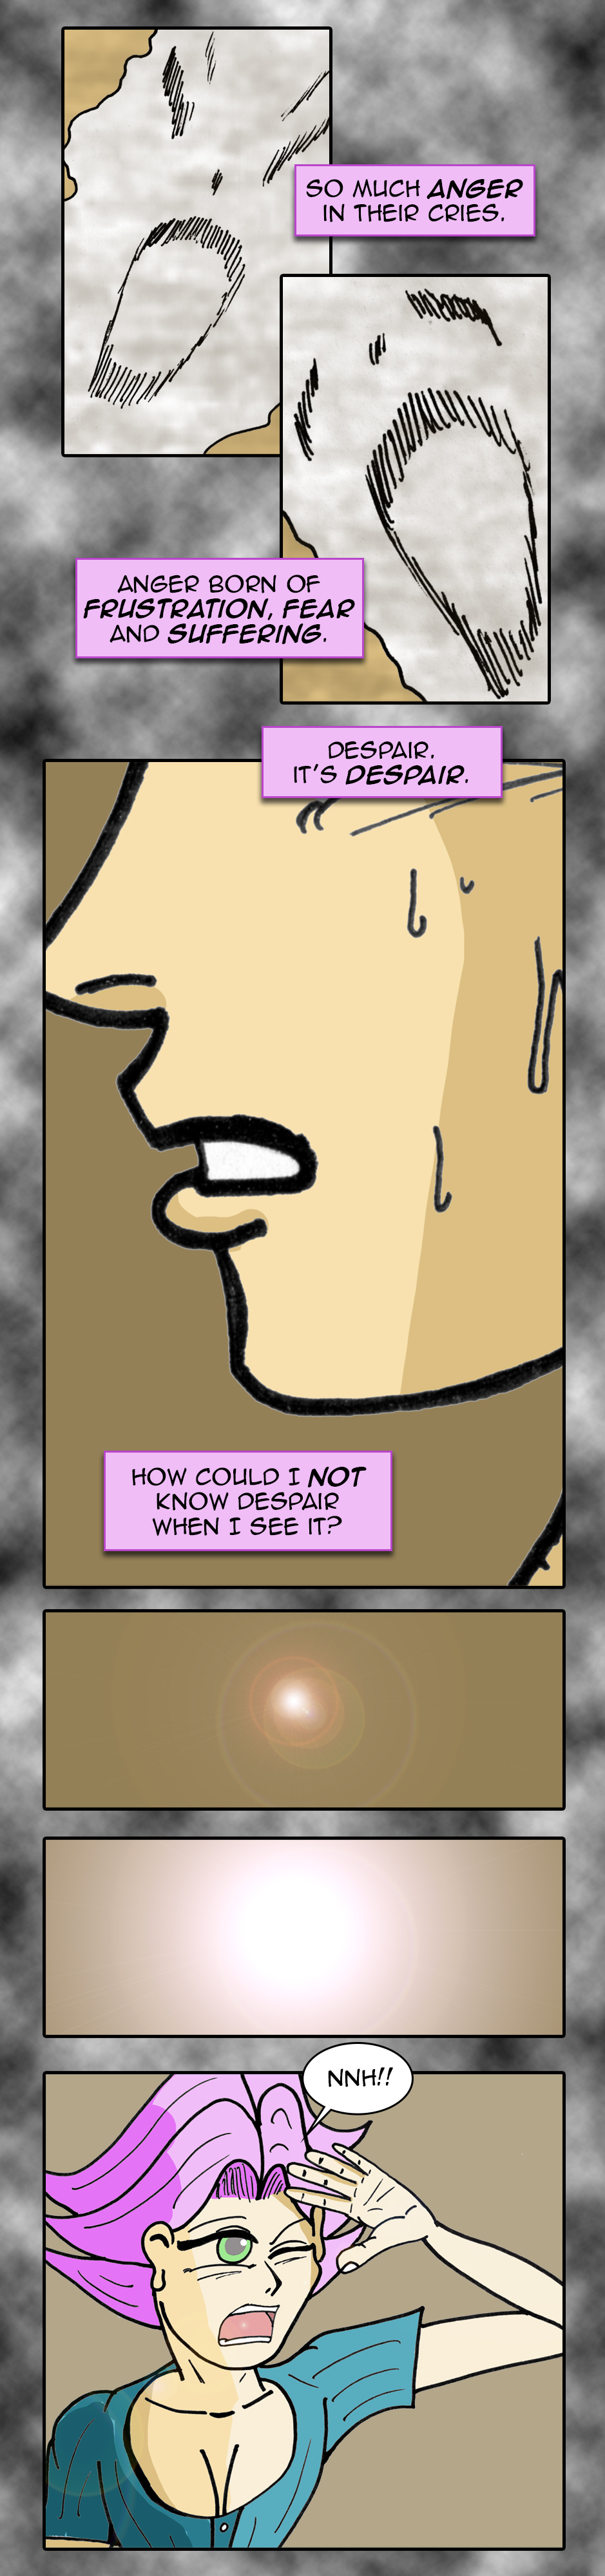 SO MUCH ANGER
IN THEIR CRIES.
ANGER BORN OF
FRUSTRATION, FEAR
AND SUFFERING.
DESPAIR.
IT'S DESPAIR.
HOW COULD I NOT
KNOW DESPAIR
WHEN I SEE IT?
NNH!!